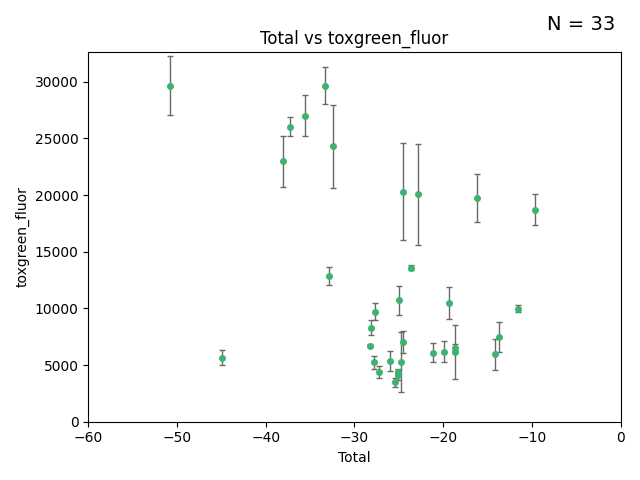 N = 33
Total vs toxgreen_fluor
30000
25000
20000
15000
10000
5000
0
toxgreen_fluor
−60 −50 −40 −30 −20 −10 0
Total